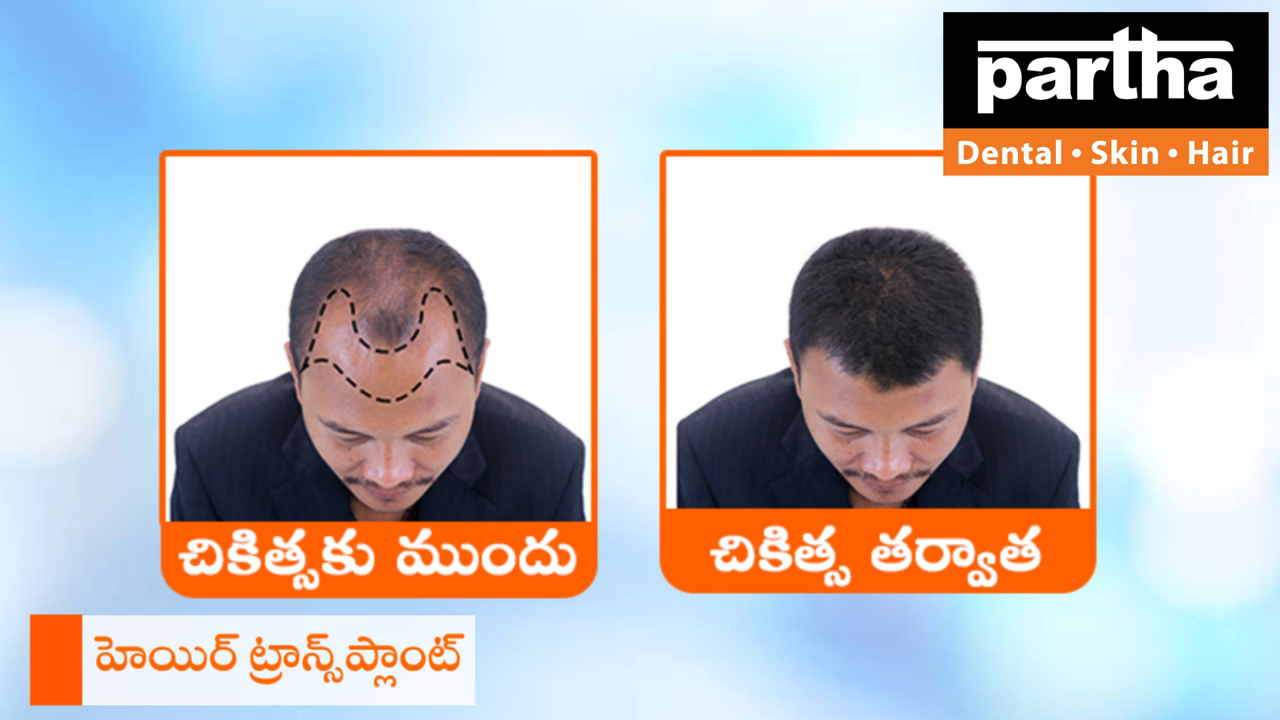 partha
Dental • Skin • Hair
చికిత్సకు ముందు
చికిత్స తర్వాత
హెయిర్ ట్రాన్స్‌ప్లాంట్